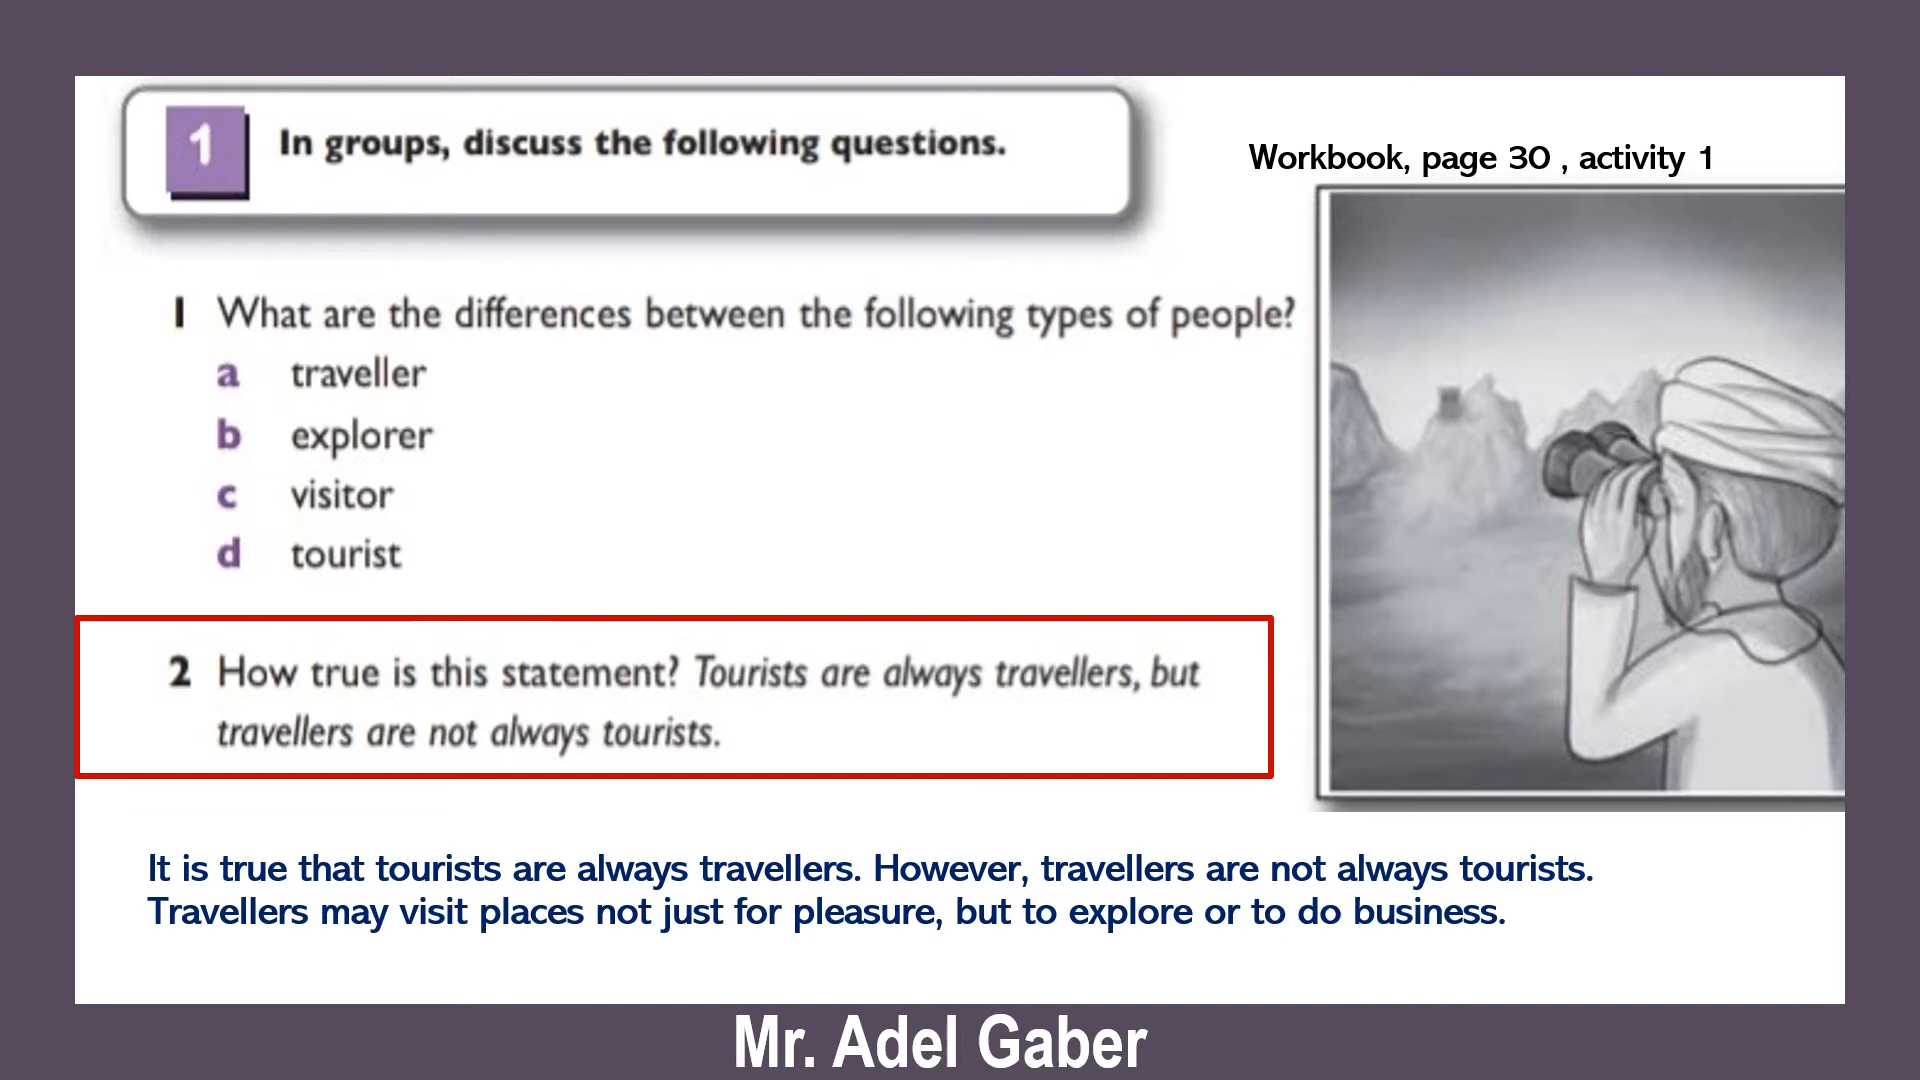 1 In groups, discuss the following questions.
Workbook, page 30 , activity 1
1 What are the differences between the following types of people?
a traveller
b explorer
c visitor
d tourist
2 How true is this statement? Tourists are always travellers, but
travellers are not always tourists.
It is true that tourists are always travellers. However, travellers are not always tourists.
Travellers may visit places not just for pleasure, but to explore or to do business.
Mr. Adel Gaber